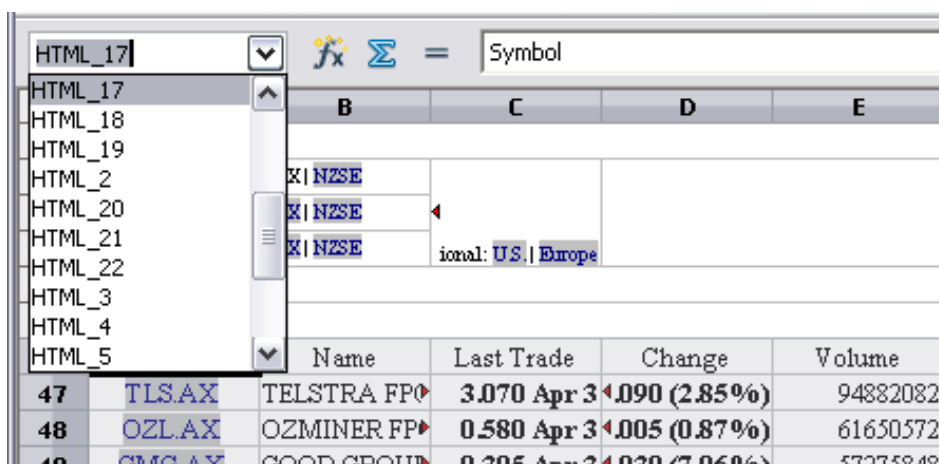 HTML_17 fx Σ = Symbol
HTML_17
HTML_18
HTML_19
HTML_2
HTML_20
HTML_21
HTML_22
HTML_3
HTML_4
HTML_5
B C D E
X| NZSE
X| NZSE
X| NZSE
ional: U.S. | Europe
Name Last Trade Change Volume
47 TLS.AX TELSTRA FPO 3.070 Apr 3 .090 (2.85%) 94882082
48 OZL.AX OZMINER FP 0.580 Apr 3 .005 (0.87%) 61650572